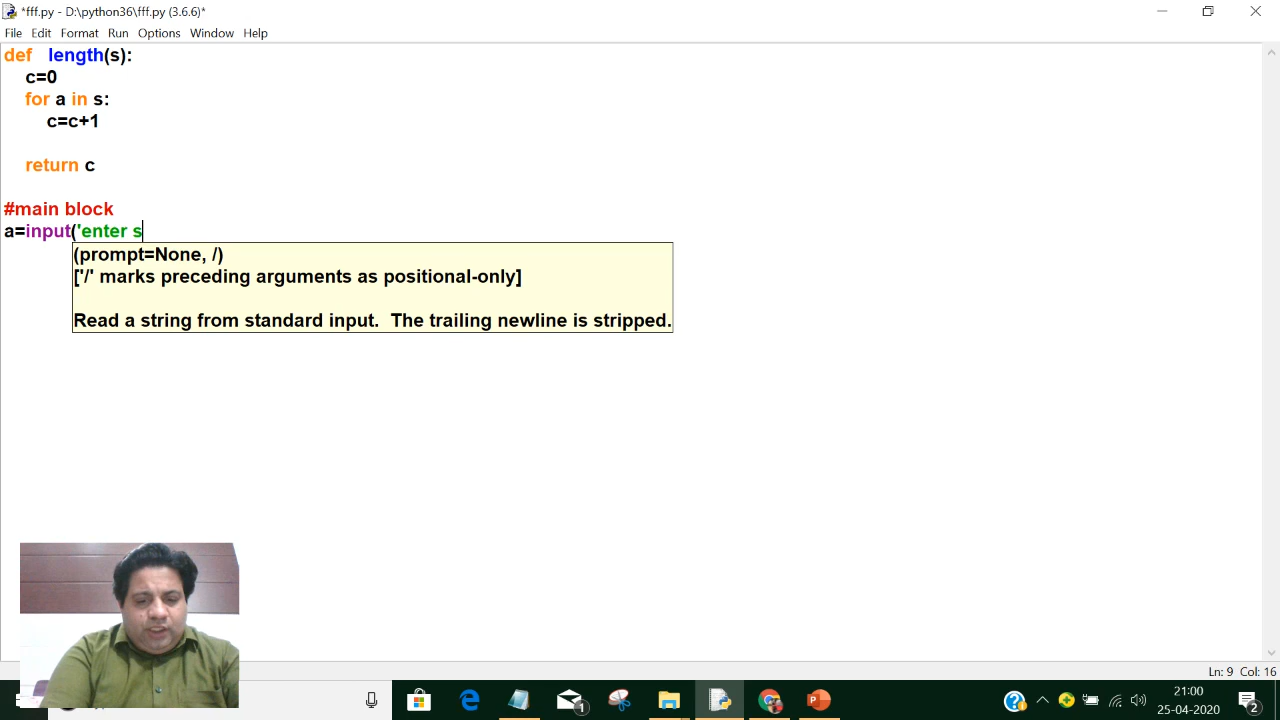 *fff.py - D:\python36\fff.py (3.6.6)*
File Edit Format Run Options Window Help
def length(s):
c=0
for a in s:
c=c+1
return c
#main block
a=input('enter s
(prompt=None, /)
['/' marks preceding arguments as positional-only]
Read a string from standard input. The trailing newline is stripped.
Ln: 9 Col: 16
1
21:00
25-04-2020
2